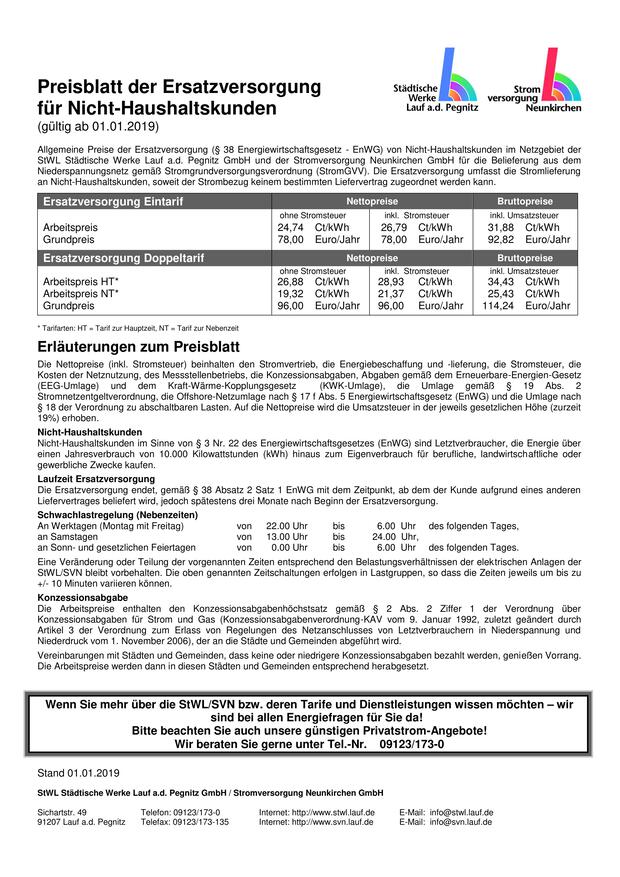 Preisblatt der Ersatzversorgung
für Nicht-Haushaltskunden
(gültig ab 01.01.2019)
Städtische
Werke
Lauf a.d. Pegnitz
Strom
versorgung
Neunkirchen
Allgemeine Preise der Ersatzversorgung (§ 38 Energiewirtschaftsgesetz - EnWG) von Nicht-Haushaltskunden im Netzgebiet der
StWL Städtische Werke Lauf a.d. Pegnitz GmbH und der Stromversorgung Neunkirchen GmbH für die Belieferung aus dem
Niederspannungsnetz gemäß Stromgrundversorgungsverordnung (StromGVV). Die Ersatzversorgung umfasst die Stromlieferung
an Nicht-Haushaltskunden, soweit der Strombezug keinem bestimmten Liefervertrag zugeordnet werden kann.
Ersatzversorgung Eintarif Nettopreise Bruttopreise
ohne Stromsteuer inkl. Stromsteuer inkl. Umsatzsteuer
Arbeitspreis 24,74 Ct/kWh 26,79 Ct/kWh 31,88 Ct/kWh
Grundpreis 78,00 Euro/Jahr 78,00 Euro/Jahr 92,82 Euro/Jahr
Ersatzversorgung Doppeltarif Nettopreise Bruttopreise
ohne Stromsteuer inkl. Stromsteuer inkl. Umsatzsteuer
Arbeitspreis HT* 26,88 Ct/kWh 28,93 Ct/kWh 34,43 Ct/kWh
Arbeitspreis NT* 19,32 Ct/kWh 21,37 Ct/kWh 25,43 Ct/kWh
Grundpreis 96,00 Euro/Jahr 96,00 Euro/Jahr 114,24 Euro/Jahr
* Tarifarten: HT = Tarif zur Hauptzeit, NT = Tarif zur Nebenzeit
Erläuterungen zum Preisblatt
Die Nettopreise (inkl. Stromsteuer) beinhalten den Stromvertrieb, die Energiebeschaffung und -lieferung, die Stromsteuer, die
Kosten der Netznutzung, des Messstellenbetriebs, die Konzessionsabgaben, Abgaben gemäß dem Erneuerbare-Energien-Gesetz
(EEG-Umlage) und dem Kraft-Wärme-Kopplungsgesetz (KWK-Umlage), die Umlage gemäß § 19 Abs. 2
Stromnetzentgeltverordnung, die Offshore-Netzumlage nach § 17 f Abs. 5 Energiewirtschaftsgesetz (EnWG) und die Umlage nach
§ 18 der Verordnung zu abschaltbaren Lasten. Auf die Nettopreise wird die Umsatzsteuer in der jeweils gesetzlichen Höhe (zurzeit
19%) erhoben.
Nicht-Haushaltskunden
Nicht-Haushaltskunden im Sinne von § 3 Nr. 22 des Energiewirtschaftsgesetzes (EnWG) sind Letztverbraucher, die Energie über
einen Jahresverbrauch von 10.000 Kilowattstunden (kWh) hinaus zum Eigenverbrauch für berufliche, landwirtschaftliche oder
gewerbliche Zwecke kaufen.
Laufzeit Ersatzversorgung
Die Ersatzversorgung endet, gemäß § 38 Absatz 2 Satz 1 EnWG mit dem Zeitpunkt, ab dem der Kunde aufgrund eines anderen
Liefervertrages beliefert wird, jedoch spätestens drei Monate nach Beginn der Ersatzversorgung.
Schwachlastregelung (Nebenzeiten)
An Werktagen (Montag mit Freitag) von 22.00 Uhr bis 6.00 Uhr des folgenden Tages,
an Samstagen von 13.00 Uhr bis 24.00 Uhr,
an Sonn- und gesetzlichen Feiertagen von 0.00 Uhr bis 6.00 Uhr des folgenden Tages.
Eine Veränderung oder Teilung der vorgenannten Zeiten entsprechend den Belastungsverhältnissen der elektrischen Anlagen der
StWL/SVN bleibt vorbehalten. Die oben genannten Zeitschaltungen erfolgen in Lastgruppen, so dass die Zeiten jeweils um bis zu
+/- 10 Minuten variieren können.
Konzessionsabgabe
Die Arbeitspreise enthalten den Konzessionsabgabenhöchstsatz gemäß § 2 Abs. 2 Ziffer 1 der Verordnung über
Konzessionsabgaben für Strom und Gas (Konzessionsabgabenverordnung-KAV vom 9. Januar 1992, zuletzt geändert durch
Artikel 3 der Verordnung zum Erlass von Regelungen des Netzanschlusses von Letztverbrauchern in Niederspannung und
Niederdruck vom 1. November 2006), der an die Städte und Gemeinden abgeführt wird.
Vereinbarungen mit Städten und Gemeinden, dass keine oder niedrigere Konzessionsabgaben bezahlt werden, genießen Vorrang.
Die Arbeitspreise werden dann in diesen Städten und Gemeinden entsprechend herabgesetzt.
Wenn Sie mehr über die StWL/SVN bzw. deren Tarife und Dienstleistungen wissen möchten – wir
sind bei allen Energiefragen für Sie da!
Bitte beachten Sie auch unsere günstigen Privatstrom-Angebote!
Wir beraten Sie gerne unter Tel.-Nr. 09123/173-0
Stand 01.01.2019
StWL Städtische Werke Lauf a.d. Pegnitz GmbH / Stromversorgung Neunkirchen GmbH
Sichartstr. 49 Telefon: 09123/173-0 Internet: http://www.stwl.lauf.de E-Mail: info@stwl.lauf.de
91207 Lauf a.d. Pegnitz Telefax: 09123/173-135 Internet: http://www.svn.lauf.de E-Mail: info@svn.lauf.de